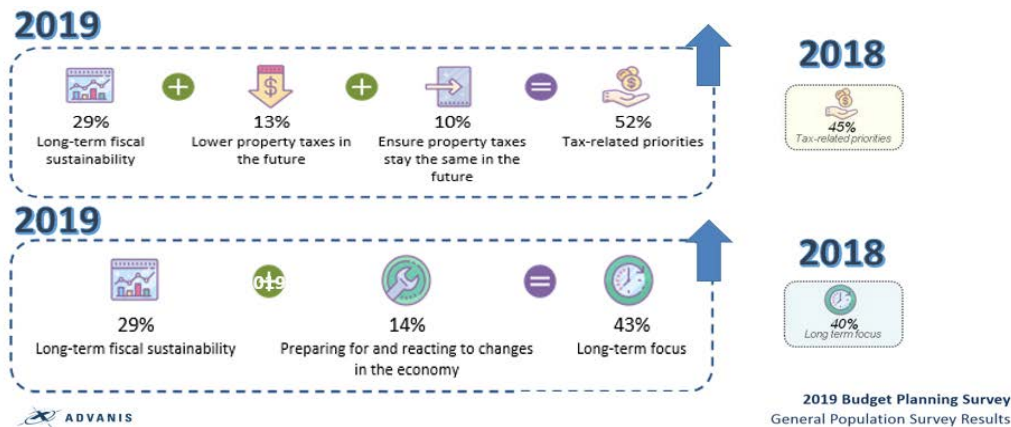 2019
2018
29%
Long-term fiscal
sustainability
13%
Lower property taxes in
the future
10%
Ensure property taxes
stay the same in the
future
52%
Tax-related priorities
45%
Tax-related priorities
2019
2018
019
29%
Long-term fiscal sustainability
14%
Preparing for and reacting to changes
in the economy
43%
Long-term focus
40%
Long term focus
ADVANIS
2019 Budget Planning Survey
General Population Survey Results